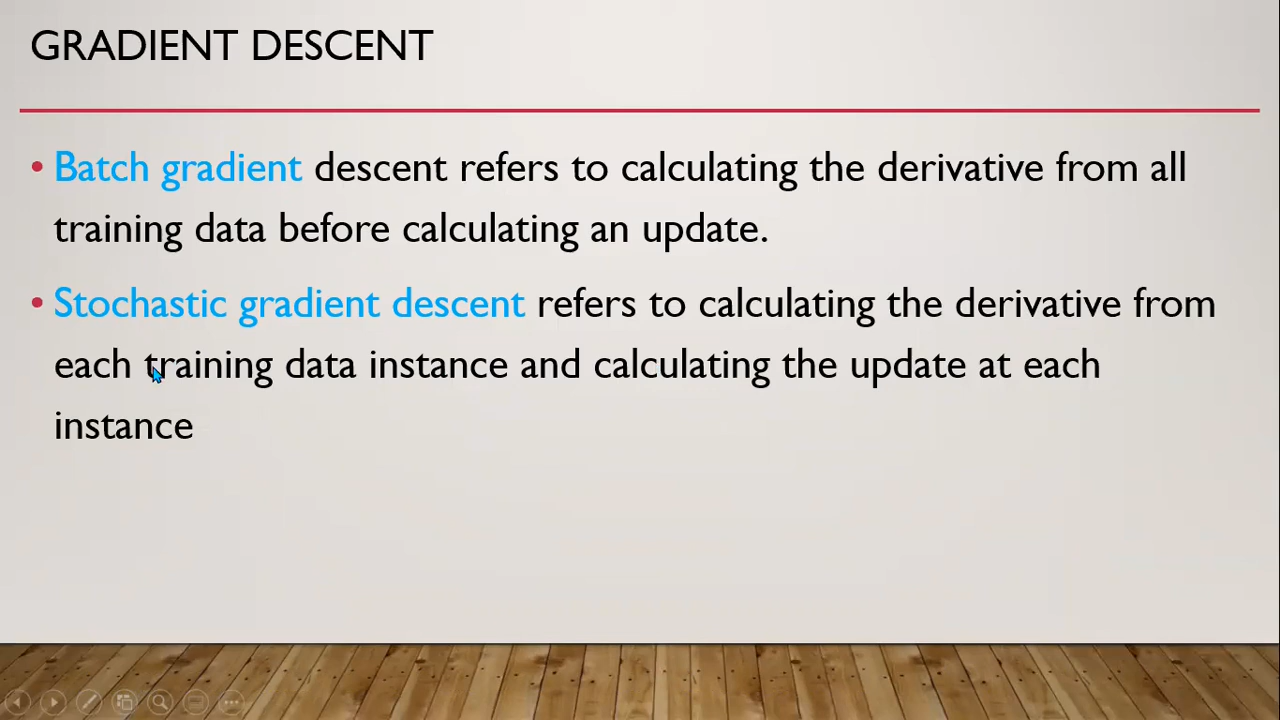 GRADIENT DESCENT
• Batch gradient descent refers to calculating the derivative from all
training data before calculating an update.
• Stochastic gradient descent refers to calculating the derivative from
each training data instance and calculating the update at each
instance